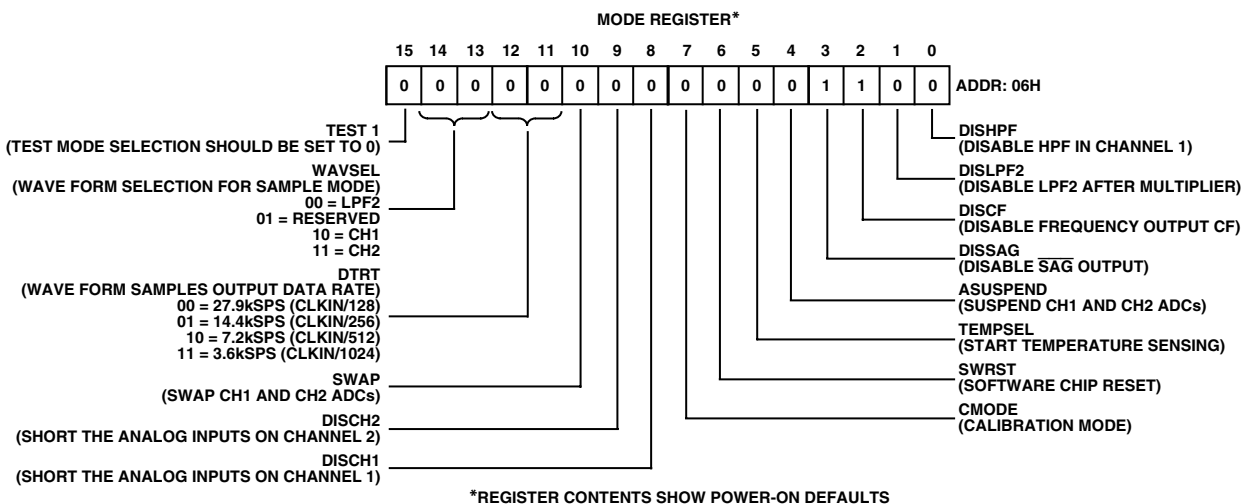 MODE REGISTER*
15 14 13 12 11 10 9 8 7 6 5 4 3 2 1 0
0 0 0 0 0 0 0 0 0 0 0 0 1 1 0 0 ADDR: 06H
TEST 1
(TEST MODE SELECTION SHOULD BE SET TO 0)
WAVSEL
(WAVE FORM SELECTION FOR SAMPLE MODE)
00 = LPF2
01 = RESERVED
10 = CH1
11 = CH2
DTRT
(WAVE FORM SAMPLES OUTPUT DATA RATE)
00 = 27.9kSPS (CLKIN/128)
01 = 14.4kSPS (CLKIN/256)
10 = 7.2kSPS (CLKIN/512)
11 = 3.6kSPS (CLKIN/1024)
SWAP
(SWAP CH1 AND CH2 ADCs)
DISCH2
(SHORT THE ANALOG INPUTS ON CHANNEL 2)
DISCH1
(SHORT THE ANALOG INPUTS ON CHANNEL 1)
DISHPF
(DISABLE HPF IN CHANNEL 1)
DISLPF2
(DISABLE LPF2 AFTER MULTIPLIER)
DISCF
(DISABLE FREQUENCY OUTPUT CF)
DISSAG
(DISABLE SAG OUTPUT)
ASUSPEND
(SUSPEND CH1 AND CH2 ADCs)
TEMPSEL
(START TEMPERATURE SENSING)
SWRST
(SOFTWARE CHIP RESET)
CMODE
(CALIBRATION MODE)
*REGISTER CONTENTS SHOW POWER-ON DEFAULTS